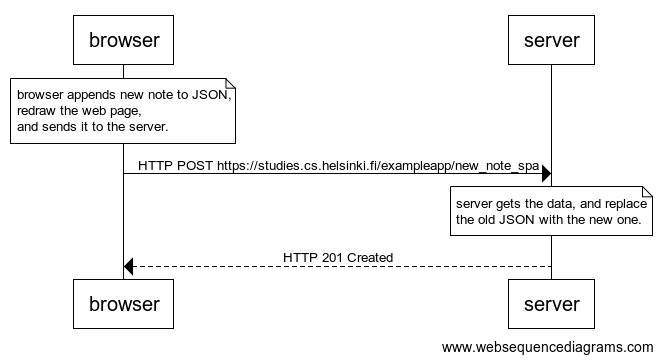 browser
server
browser appends new note to JSON,
redraw the web page,
and sends it to the server.
HTTP POST https://studies.cs.helsinki.fi/exampleapp/new_note_spa
server gets the data, and replace
the old JSON with the new one.
HTTP 201 Created
browser
server
www.websequencediagrams.com